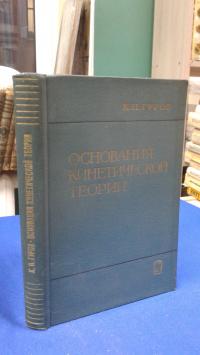 К. П. ГУРОВ
ОСНОВАНИЯ
КИНЕТИЧЕСКОЙ
ТЕОРИИ
К. П. ГУРОВ • ОСНОВАНИЯ КИНЕТИЧЕСКОЙ ТЕОРИИ